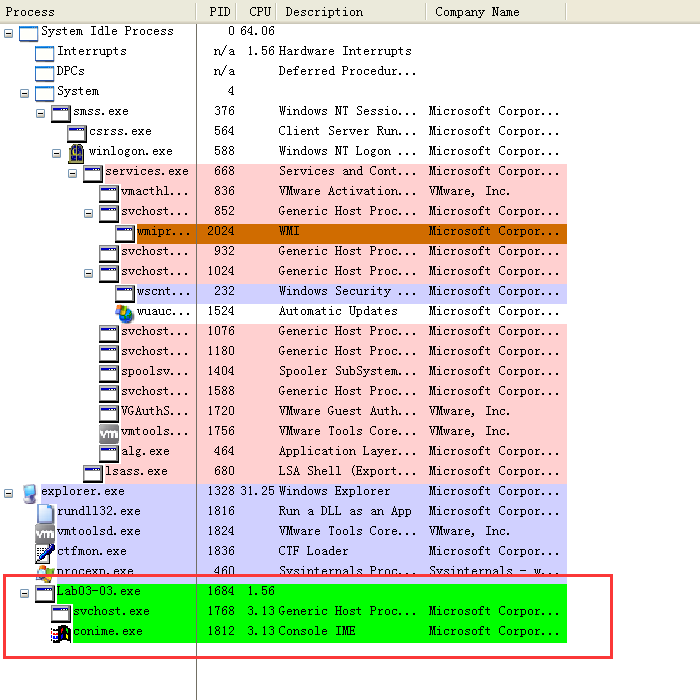 Process PID CPU Description Company Name
System Idle Process 0 64.06
Interrupts n/a 1.56 Hardware Interrupts
DPCs n/a Deferred Procedur...
System 4
smss.exe 376 Windows NT Sessio... Microsoft Corpor...
csrss.exe 564 Client Server Run... Microsoft Corpor...
winlogon.exe 588 Windows NT Logon ... Microsoft Corpor...
services.exe 668 Services and Cont... Microsoft Corpor...
vmacthl... 836 VMware Activation... VMware, Inc.
svchost... 852 Generic Host Proc... Microsoft Corpor...
wmipr... 2024 WMI Microsoft Corpor...
svchost... 932 Generic Host Proc... Microsoft Corpor...
svchost... 1024 Generic Host Proc... Microsoft Corpor...
wscnt... 232 Windows Security ... Microsoft Corpor...
wuauc... 1524 Automatic Updates Microsoft Corpor...
svchost... 1076 Generic Host Proc... Microsoft Corpor...
svchost... 1180 Generic Host Proc... Microsoft Corpor...
spoolsv... 1404 Spooler SubSystem... Microsoft Corpor...
svchost... 1588 Generic Host Proc... Microsoft Corpor...
VGAuthS... 1720 VMware Guest Auth... VMware, Inc.
vmtools... 1756 VMware Tools Core... VMware, Inc.
alg.exe 464 Application Layer... Microsoft Corpor...
lsass.exe 680 LSA Shell (Export... Microsoft Corpor...
explorer.exe 1328 31.25 Windows Explorer Microsoft Corpor...
rundll32.exe 1816 Run a DLL as an App Microsoft Corpor...
vmtoolsd.exe 1824 VMware Tools Core... VMware, Inc.
ctfmon.exe 1836 CTF Loader Microsoft Corpor...
procexp.exe 460 Sysinternals Proc... Sysinternals - w...
Lab03-03.exe 1684 1.56
svchost.exe 1768 3.13 Generic Host Proc... Microsoft Corpor...
conime.exe 1812 3.13 Console IME Microsoft Corpor...